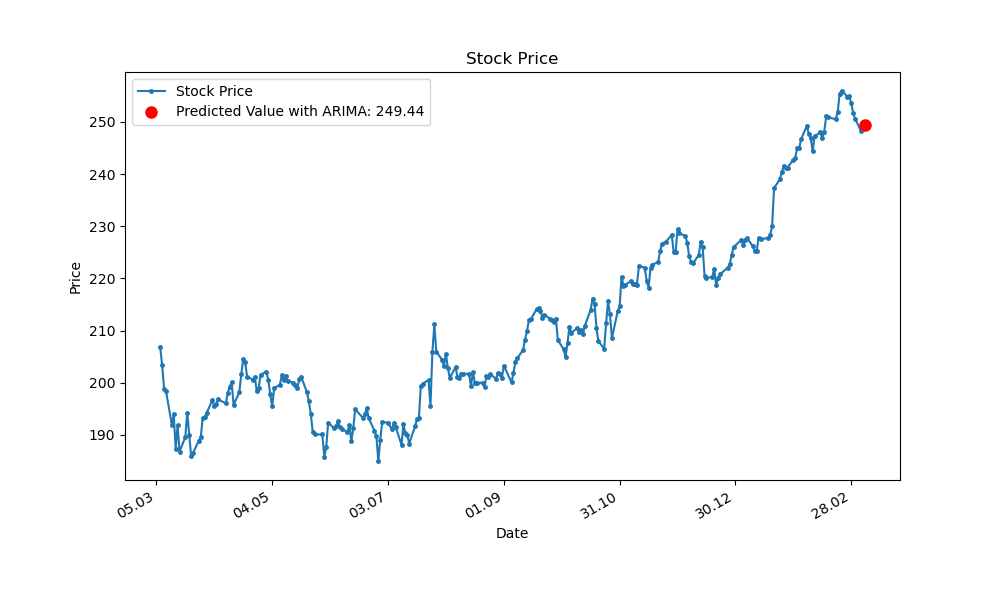 Stock Price
Stock Price
Predicted Value with ARIMA: 249.44
Price
250
240
230
220
210
200
190
05.03
04.05
03.07
01.09
31.10
30.12
28.02
Date